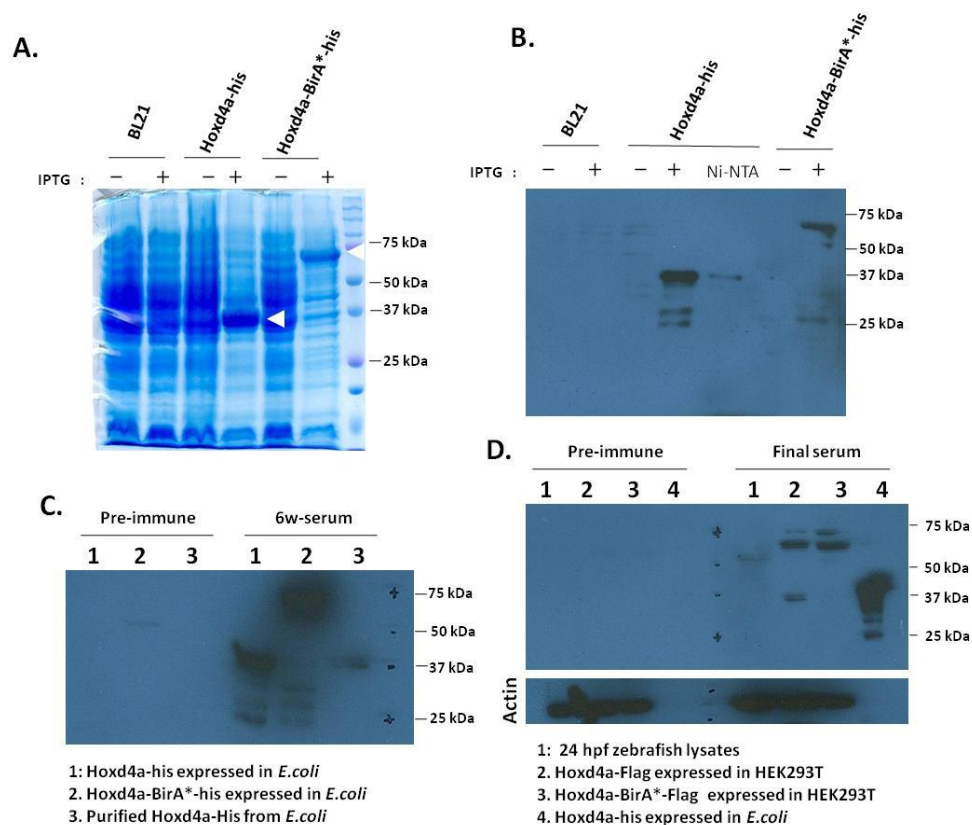 A.
BL21
Hoxd4a-his
Hoxd4a-BirA*-his
IPTG : – + – + – +
75 kDa
50 kDa
37 kDa
25 kDa
B.
BL21
Hoxd4a-his
Hoxd4a-BirA*-his
IPTG : – + – + Ni-NTA – +
75 kDa
50 kDa
37 kDa
25 kDa
C.
Pre-immune 6w-serum
1 2 3 1 2 3
75 kDa
50 kDa
37 kDa
25 kDa
1: Hoxd4a-his expressed in E.coli
2. Hoxd4a-BirA*-his expressed in E.coli
3. Purified Hoxd4a-His from E.coli
D.
Pre-immune Final serum
1 2 3 4 1 2 3 4
75 kDa
50 kDa
37 kDa
25 kDa
Actin
1: 24 hpf zebrafish lysates
2. Hoxd4a-Flag expressed in HEK293T
3. Hoxd4a-BirA*-Flag expressed in HEK293T
4. Hoxd4a-his expressed in E.coli